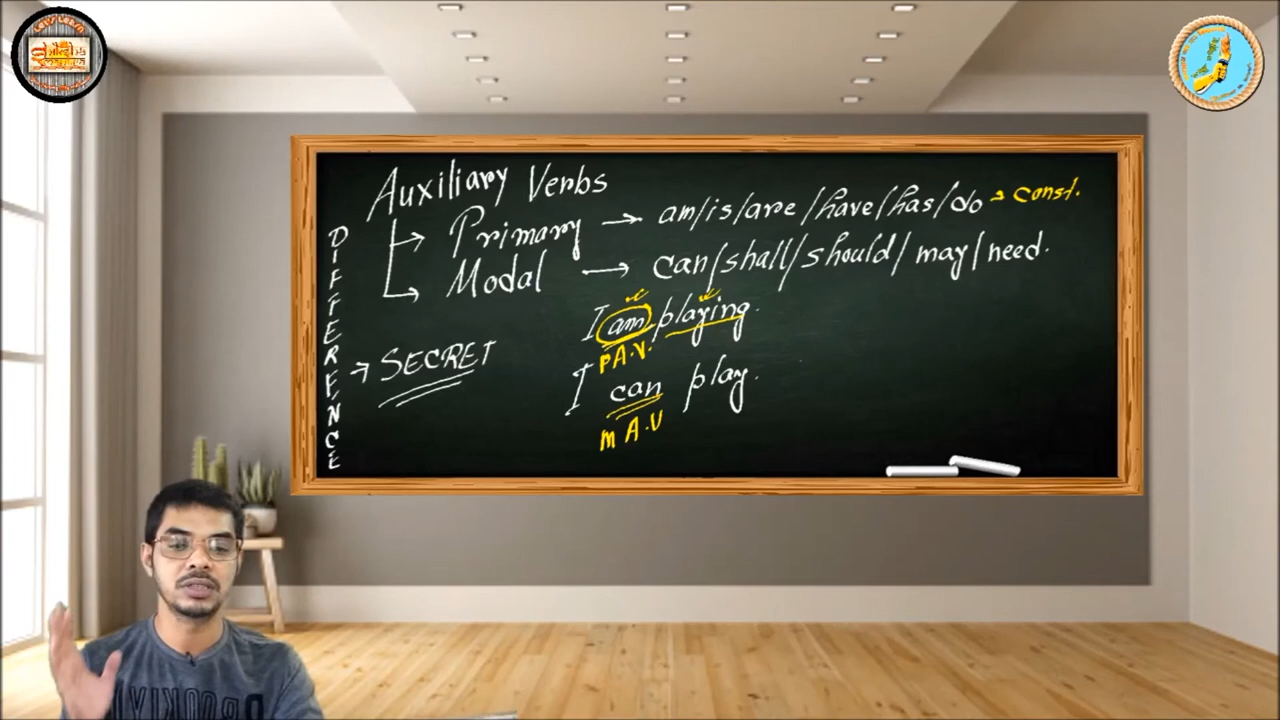 Auxiliary Verbs
Primary → am/is/are/have/has/do → const.
Modal → can/shall/should/may/need.
DIFFERENCE
→ SECRET
I am playing.
P A.V.
I can play.
M A.V